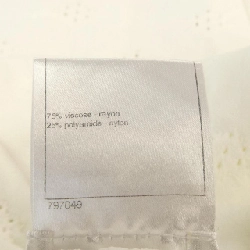 75% viscose - rayon
25% polyamide - nylon
797049